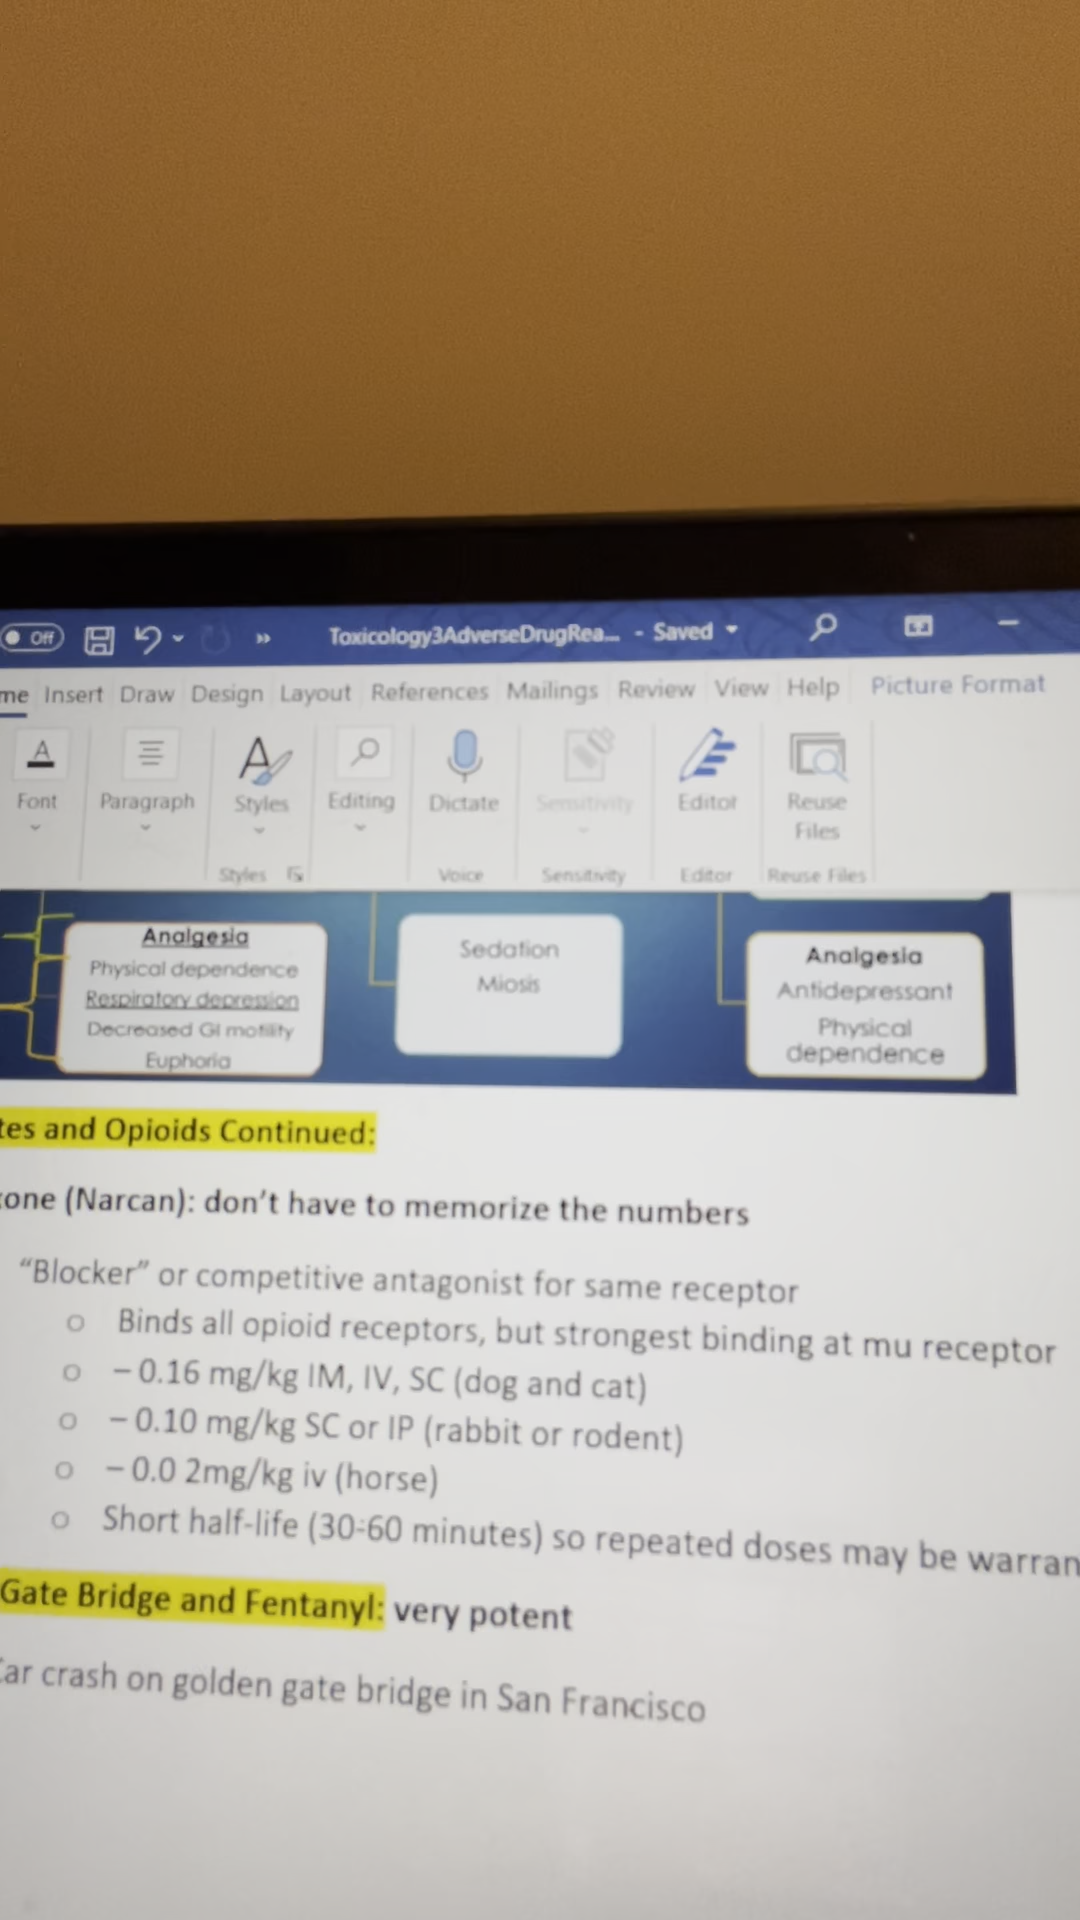 Off » Toxicology3AdverseDrugRea... - Saved
me Insert Draw Design Layout References Mailings Review View Help Picture Format
Font Paragraph Styles Editing Dictate Sensitivity Editor Reuse Files
Styles Voice Sensitivity Editor Reuse Files
Analgesia
Physical dependence
Respiratory depression
Decreased GI motility
Euphoria
Sedation
Miosis
Analgesia
Antidepressant
Physical
dependence
tes and Opioids Continued:
one (Narcan): don't have to memorize the numbers
"Blocker" or competitive antagonist for same receptor
o Binds all opioid receptors, but strongest binding at mu receptor
o – 0.16 mg/kg IM, IV, SC (dog and cat)
o – 0.10 mg/kg SC or IP (rabbit or rodent)
o – 0.0 2mg/kg iv (horse)
o Short half-life (30-60 minutes) so repeated doses may be warran
Gate Bridge and Fentanyl: very potent
Car crash on golden gate bridge in San Francisco